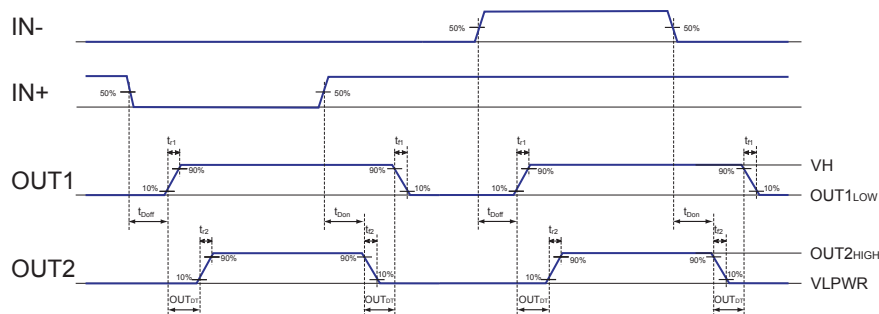 IN-
50%
50%
IN+
50%
50%
tr1
tf1
tr1
tf1
OUT1
10%
90%
90%
10%
10%
90%
90%
10%
VH
OUT1LOW
tDoff
tDon
tDoff
tDon
tr2
tf2
tr2
tf2
OUT2
10%
90%
90%
10%
10%
90%
90%
10%
OUT2HIGH
VLPWR
OUTDT
OUTDT
OUTDT
OUTDT